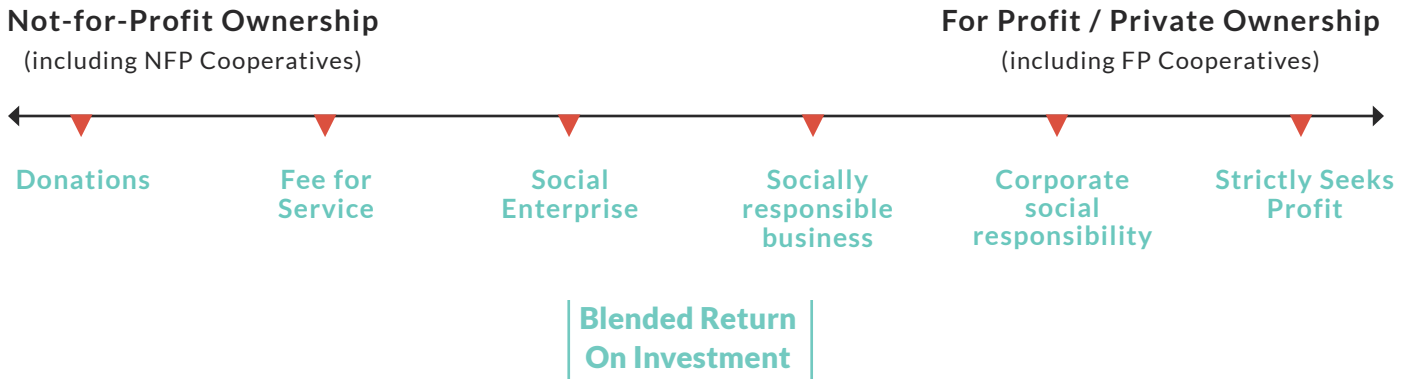 Not-for-Profit Ownership
(including NFP Cooperatives)
For Profit / Private Ownership
(including FP Cooperatives)
Donations
Fee for
Service
Social
Enterprise
Socially
responsible
business
Corporate
social
responsibility
Strictly Seeks
Profit
Blended Return
On Investment